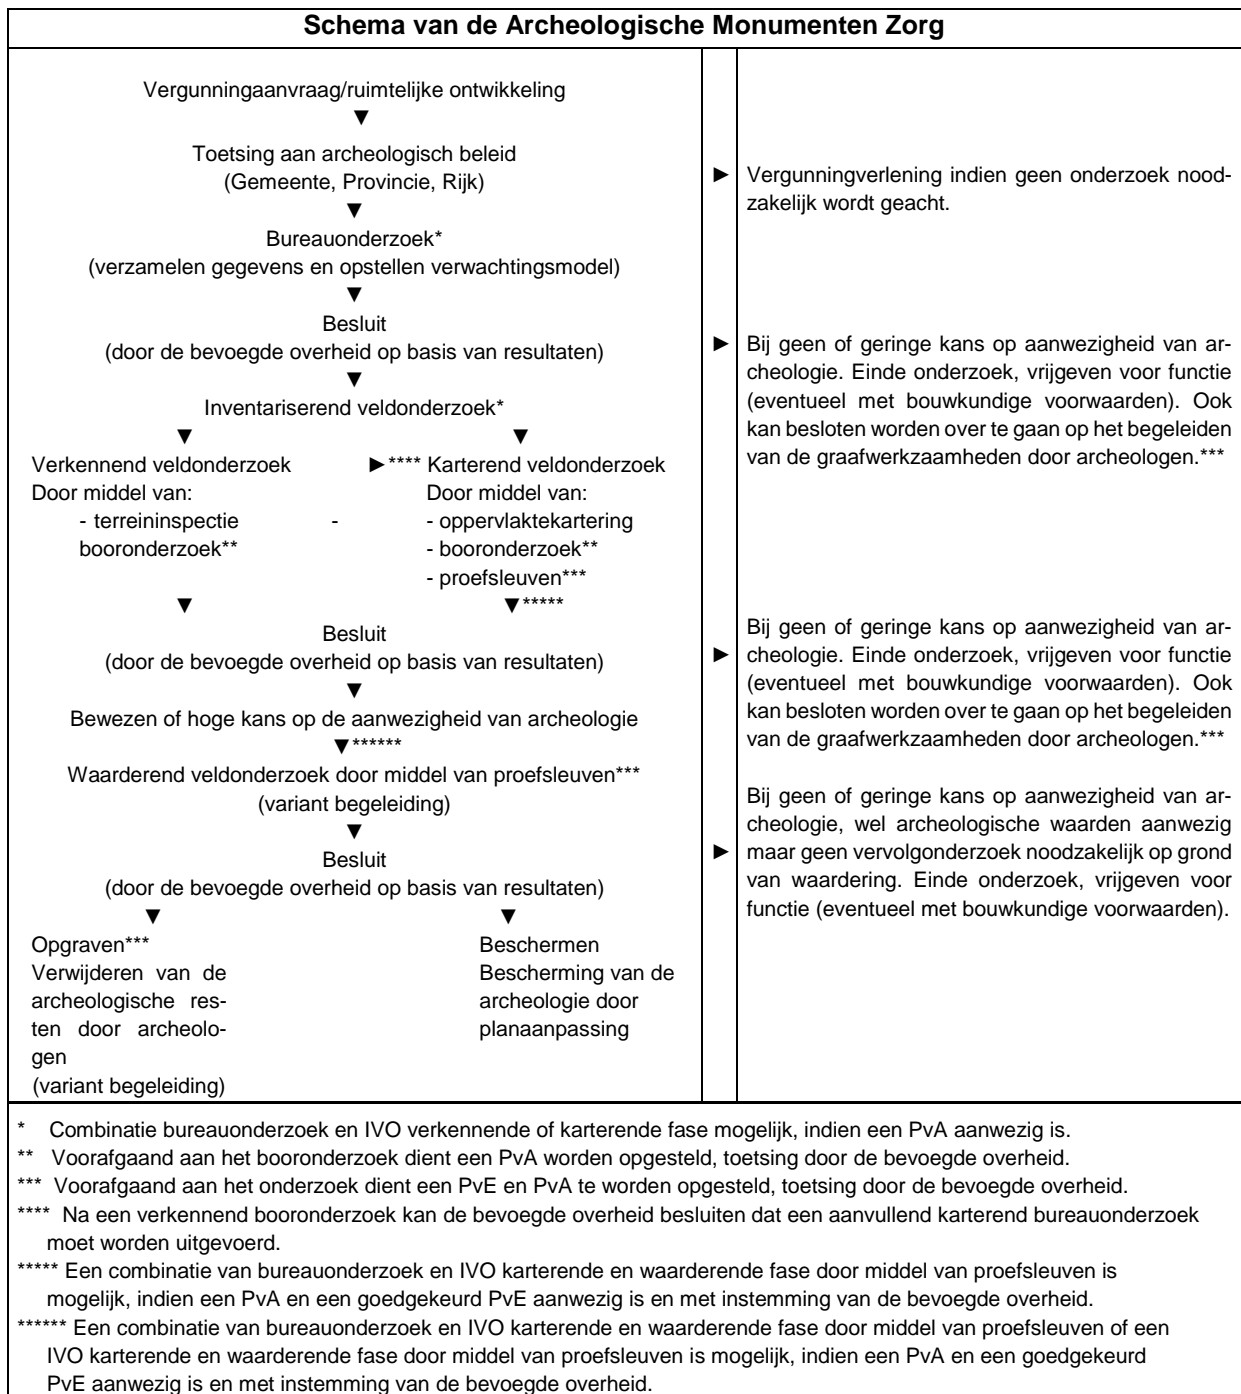 Schema van de Archeologische Monumenten Zorg
Vergunningaanvraag/ruimtelijke ontwikkeling
▼
Toetsing aan archeologisch beleid
(Gemeente, Provincie, Rijk)
► Vergunningverlening indien geen onderzoek nood-
zakelijk wordt geacht.
▼
Bureauonderzoek*
(verzamelen gegevens en opstellen verwachtingsmodel)
▼
Besluit
(door de bevoegde overheid op basis van resultaten)
► Bij geen of geringe kans op aanwezigheid van ar-
cheologie. Einde onderzoek, vrijgeven voor functie
(eventueel met bouwkundige voorwaarden). Ook
kan besloten worden over te gaan op het begeleiden
van de graafwerkzaamheden door archeologen.***
▼
Inventariserend veldonderzoek*
▼ ▼
Verkennend veldonderzoek ►**** Karterend veldonderzoek
Door middel van: Door middel van:
- terreininspectie - - oppervlaktekartering
booronderzoek** - booronderzoek**
- proefsleuven***
▼ ▼*****
Besluit
(door de bevoegde overheid op basis van resultaten)
► Bij geen of geringe kans op aanwezigheid van ar-
cheologie. Einde onderzoek, vrijgeven voor functie
(eventueel met bouwkundige voorwaarden). Ook
kan besloten worden over te gaan op het begeleiden
van de graafwerkzaamheden door archeologen.***
▼
Bewezen of hoge kans op de aanwezigheid van archeologie
▼******
Waarderend veldonderzoek door middel van proefsleuven***
(variant begeleiding)
▼
Besluit
(door de bevoegde overheid op basis van resultaten)
► Bij geen of geringe kans op aanwezigheid van ar-
cheologie, wel archeologische waarden aanwezig
maar geen vervolgonderzoek noodzakelijk op grond
van waardering. Einde onderzoek, vrijgeven voor
functie (eventueel met bouwkundige voorwaarden).
▼ ▼
Opgraven***
Verwijderen van de
archeologische res-
ten door archeolo-
gen
(variant begeleiding)
Beschermen
Bescherming van de
archeologie door
planaanpassing
* Combinatie bureauonderzoek en IVO verkennende of karterende fase mogelijk, indien een PvA aanwezig is.
** Voorafgaand aan het booronderzoek dient een PvA worden opgesteld, toetsing door de bevoegde overheid.
*** Voorafgaand aan het onderzoek dient een PvE en PvA te worden opgesteld, toetsing door de bevoegde overheid.
**** Na een verkennend booronderzoek kan de bevoegde overheid besluiten dat een aanvullend karterend bureauonderzoek
moet worden uitgevoerd.
***** Een combinatie van bureauonderzoek en IVO karterende en waarderende fase door middel van proefsleuven is
mogelijk, indien een PvA en een goedgekeurd PvE aanwezig is en met instemming van de bevoegde overheid.
****** Een combinatie van bureauonderzoek en IVO karterende en waarderende fase door middel van proefsleuven of een
IVO karterende en waarderende fase door middel van proefsleuven is mogelijk, indien een PvA en een goedgekeurd
PvE aanwezig is en met instemming van de bevoegde overheid.